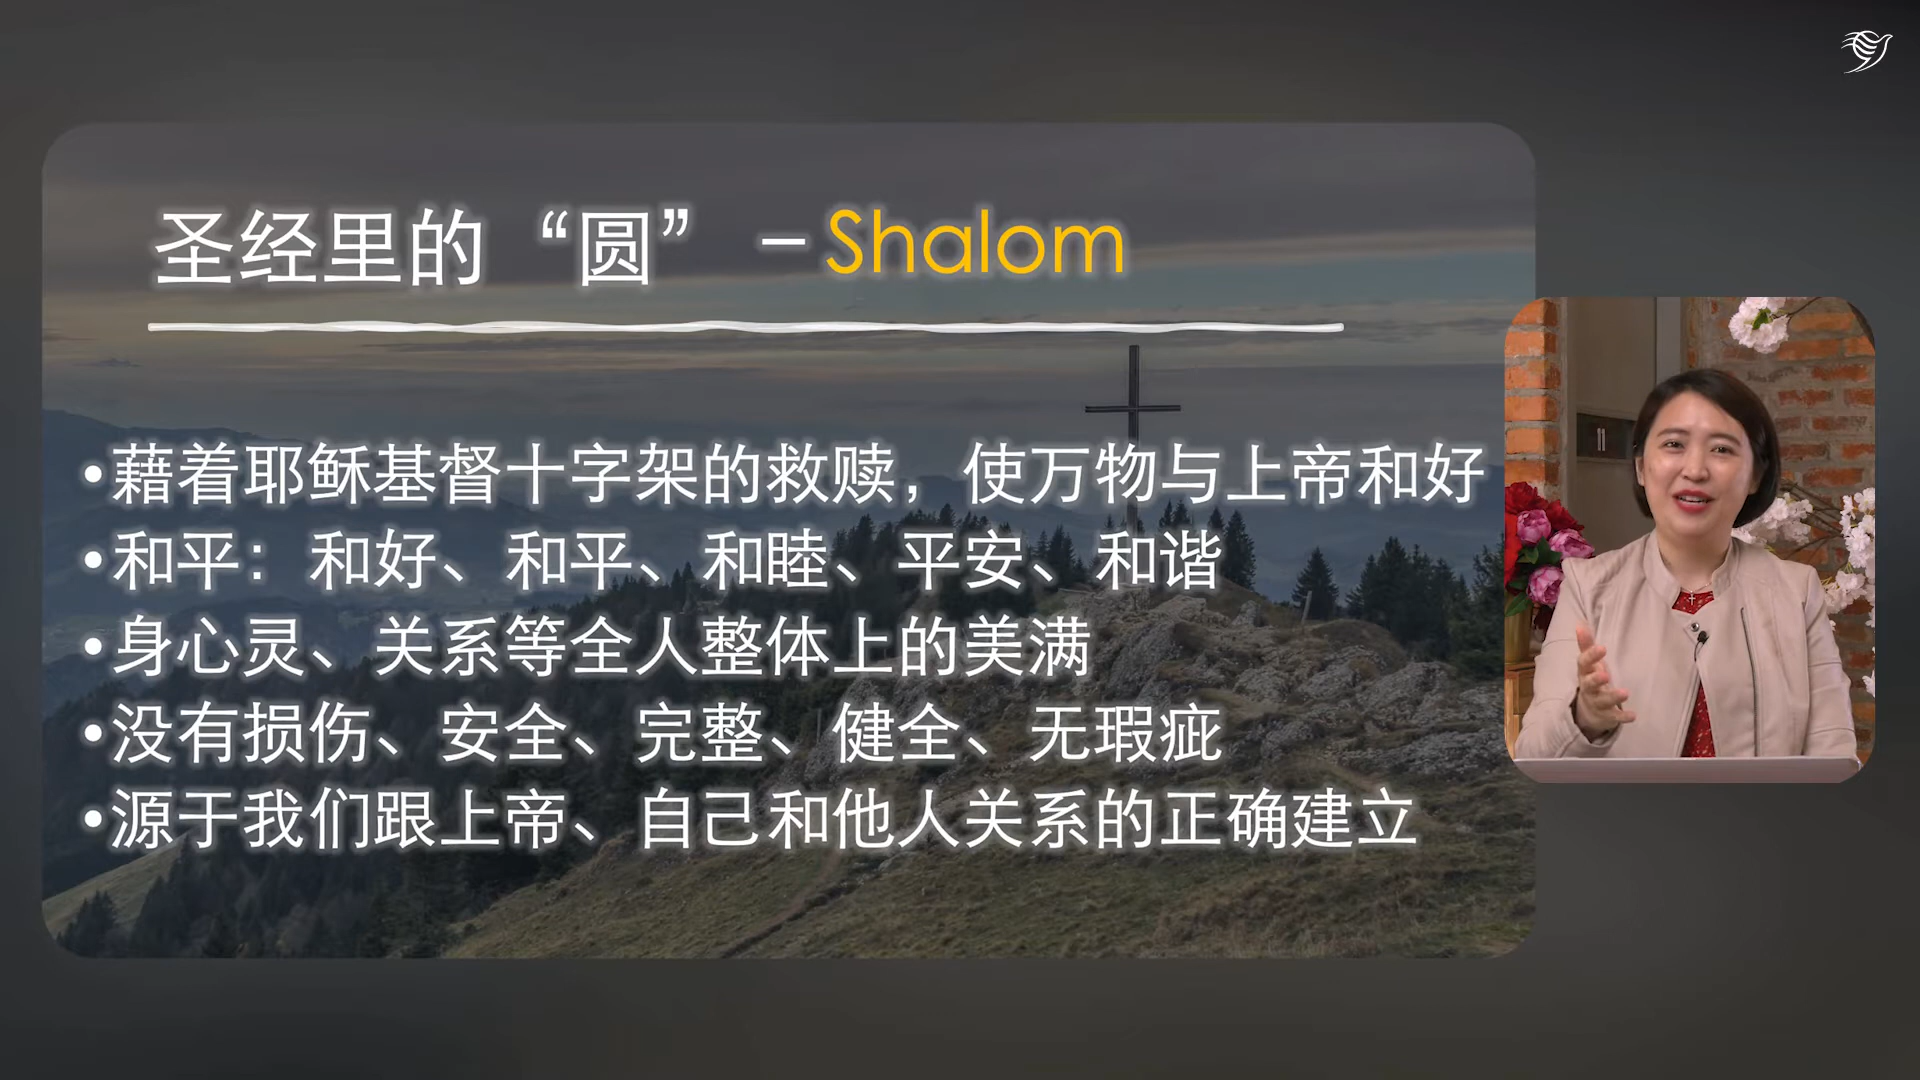 圣经里的“圆”－Shalom
•藉着耶稣基督十字架的救赎，使万物与上帝和好
•和平：和好、和平、和睦、平安、和谐
•身心灵、关系等全人整体上的美满
•没有损伤、安全、完整、健全、无瑕疵
•源于我们跟上帝、自己和他人关系的正确建立